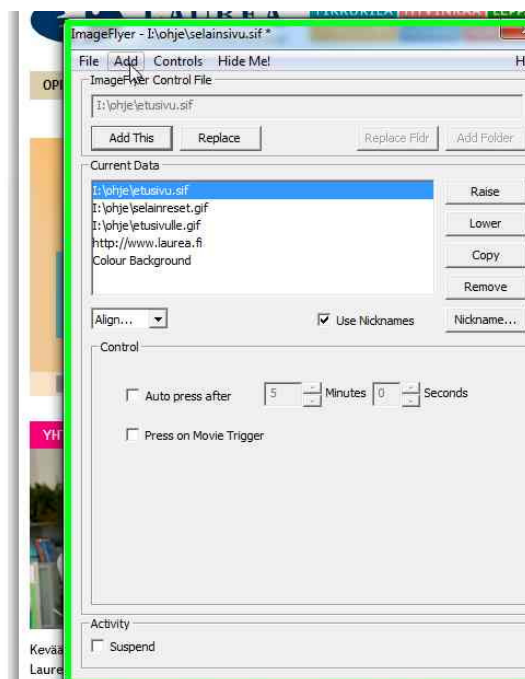 LAUREA
ImageFlyer - I:\ohje\selainsivu.sif *
File Add Controls Hide Me!
OPI
ImageFlyer Control File
I:\ohje\etusivu.sif
Add This Replace Replace Fldr Add Folder
Current Data
I:\ohje\etusivu.sif Raise
I:\ohje\selainreset.gif
I:\ohje\etusivulle.gif Lower
http://www.laurea.fi
Colour Background Copy
Remove
Align... Use Nicknames Nickname...
Control
Auto press after 5 Minutes 0 Seconds
YH
Press on Movie Trigger
Activity
Suspend
Kevää
Laure